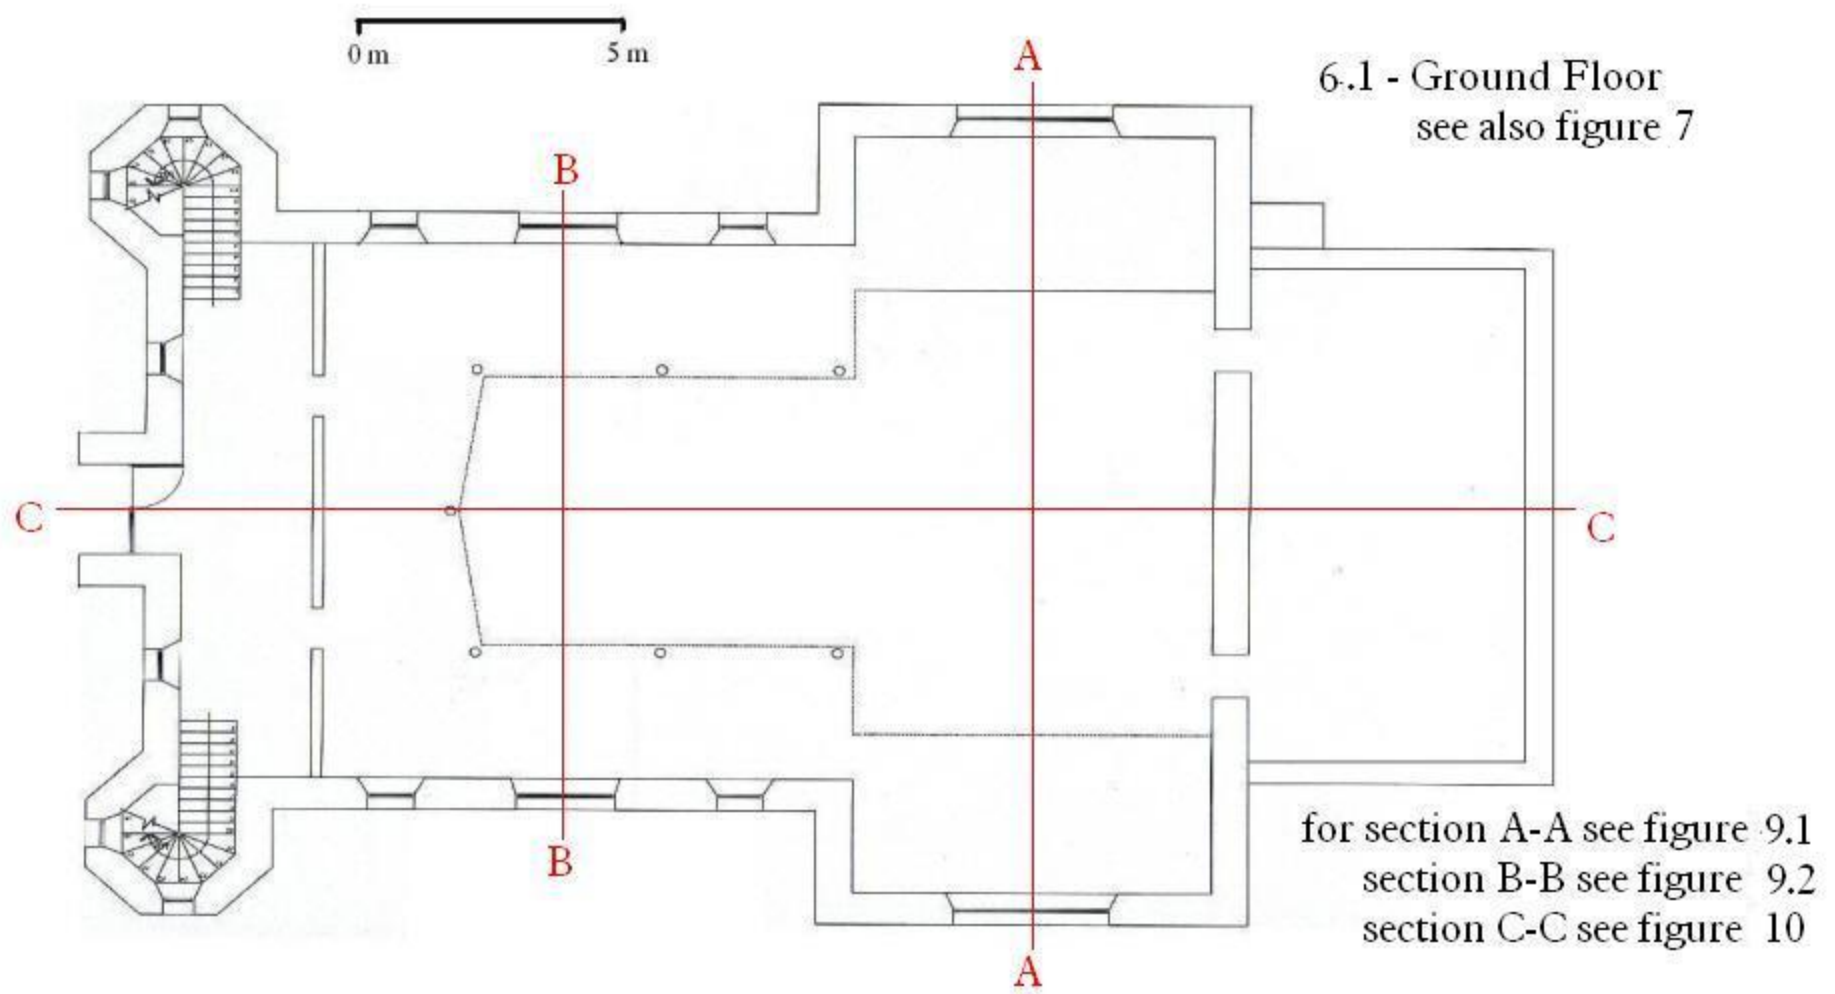 0 m 5 m
A
6.1 - Ground Floor
see also figure 7
B
C
C
for section A-A see figure 9.1
B
section B-B see figure 9.2
section C-C see figure 10
A